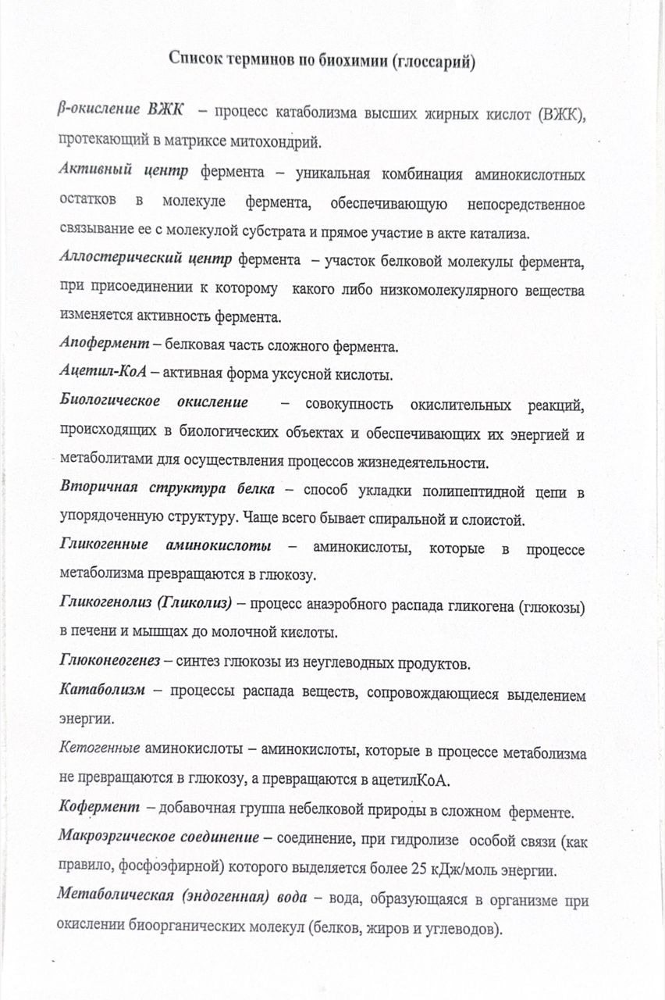 Список терминов по биохимии (глоссарий)
β-окисление ВЖК – процесс катаболизма высших жирных кислот (ВЖК),
протекающий в матриксе митохондрий.
Активный центр фермента – уникальная комбинация аминокислотных
остатков в молекуле фермента, обеспечивающую непосредственное
связывание ее с молекулой субстрата и прямое участие в акте катализа.
Аллостерический центр фермента – участок белковой молекулы фермента,
при присоединении к которому какого либо низкомолекулярного вещества
изменяется активность фермента.
Апофермент – белковая часть сложного фермента.
Ацетил-КоА – активная форма уксусной кислоты.
Биологическое окисление – совокупность окислительных реакций,
происходящих в биологических объектах и обеспечивающих их энергией и
метаболитами для осуществления процессов жизнедеятельности.
Вторичная структура белка – способ укладки полипептидной цепи в
упорядоченную структуру. Чаще всего бывает спиральной и слоистой.
Гликогенные аминокислоты – аминокислоты, которые в процессе
метаболизма превращаются в глюкозу.
Гликогенолиз (Гликолиз) – процесс анаэробного распада гликогена (глюкозы)
в печени и мышцах до молочной кислоты.
Глюконеогенез – синтез глюкозы из неуглеводных продуктов.
Катаболизм – процессы распада веществ, сопровождающиеся выделением
энергии.
Кетогенные аминокислоты – аминокислоты, которые в процессе метаболизма
не превращаются в глюкозу, а превращаются в ацетилКоА.
Кофермент – добавочная группа небелковой природы в сложном ферменте.
Макроэргическое соединение – соединение, при гидролизе особой связи (как
правило, фосфоэфирной) которого выделяется более 25 кДж/моль энергии.
Метаболическая (эндогенная) вода – вода, образующаяся в организме при
окислении биоорганических молекул (белков, жиров и углеводов).